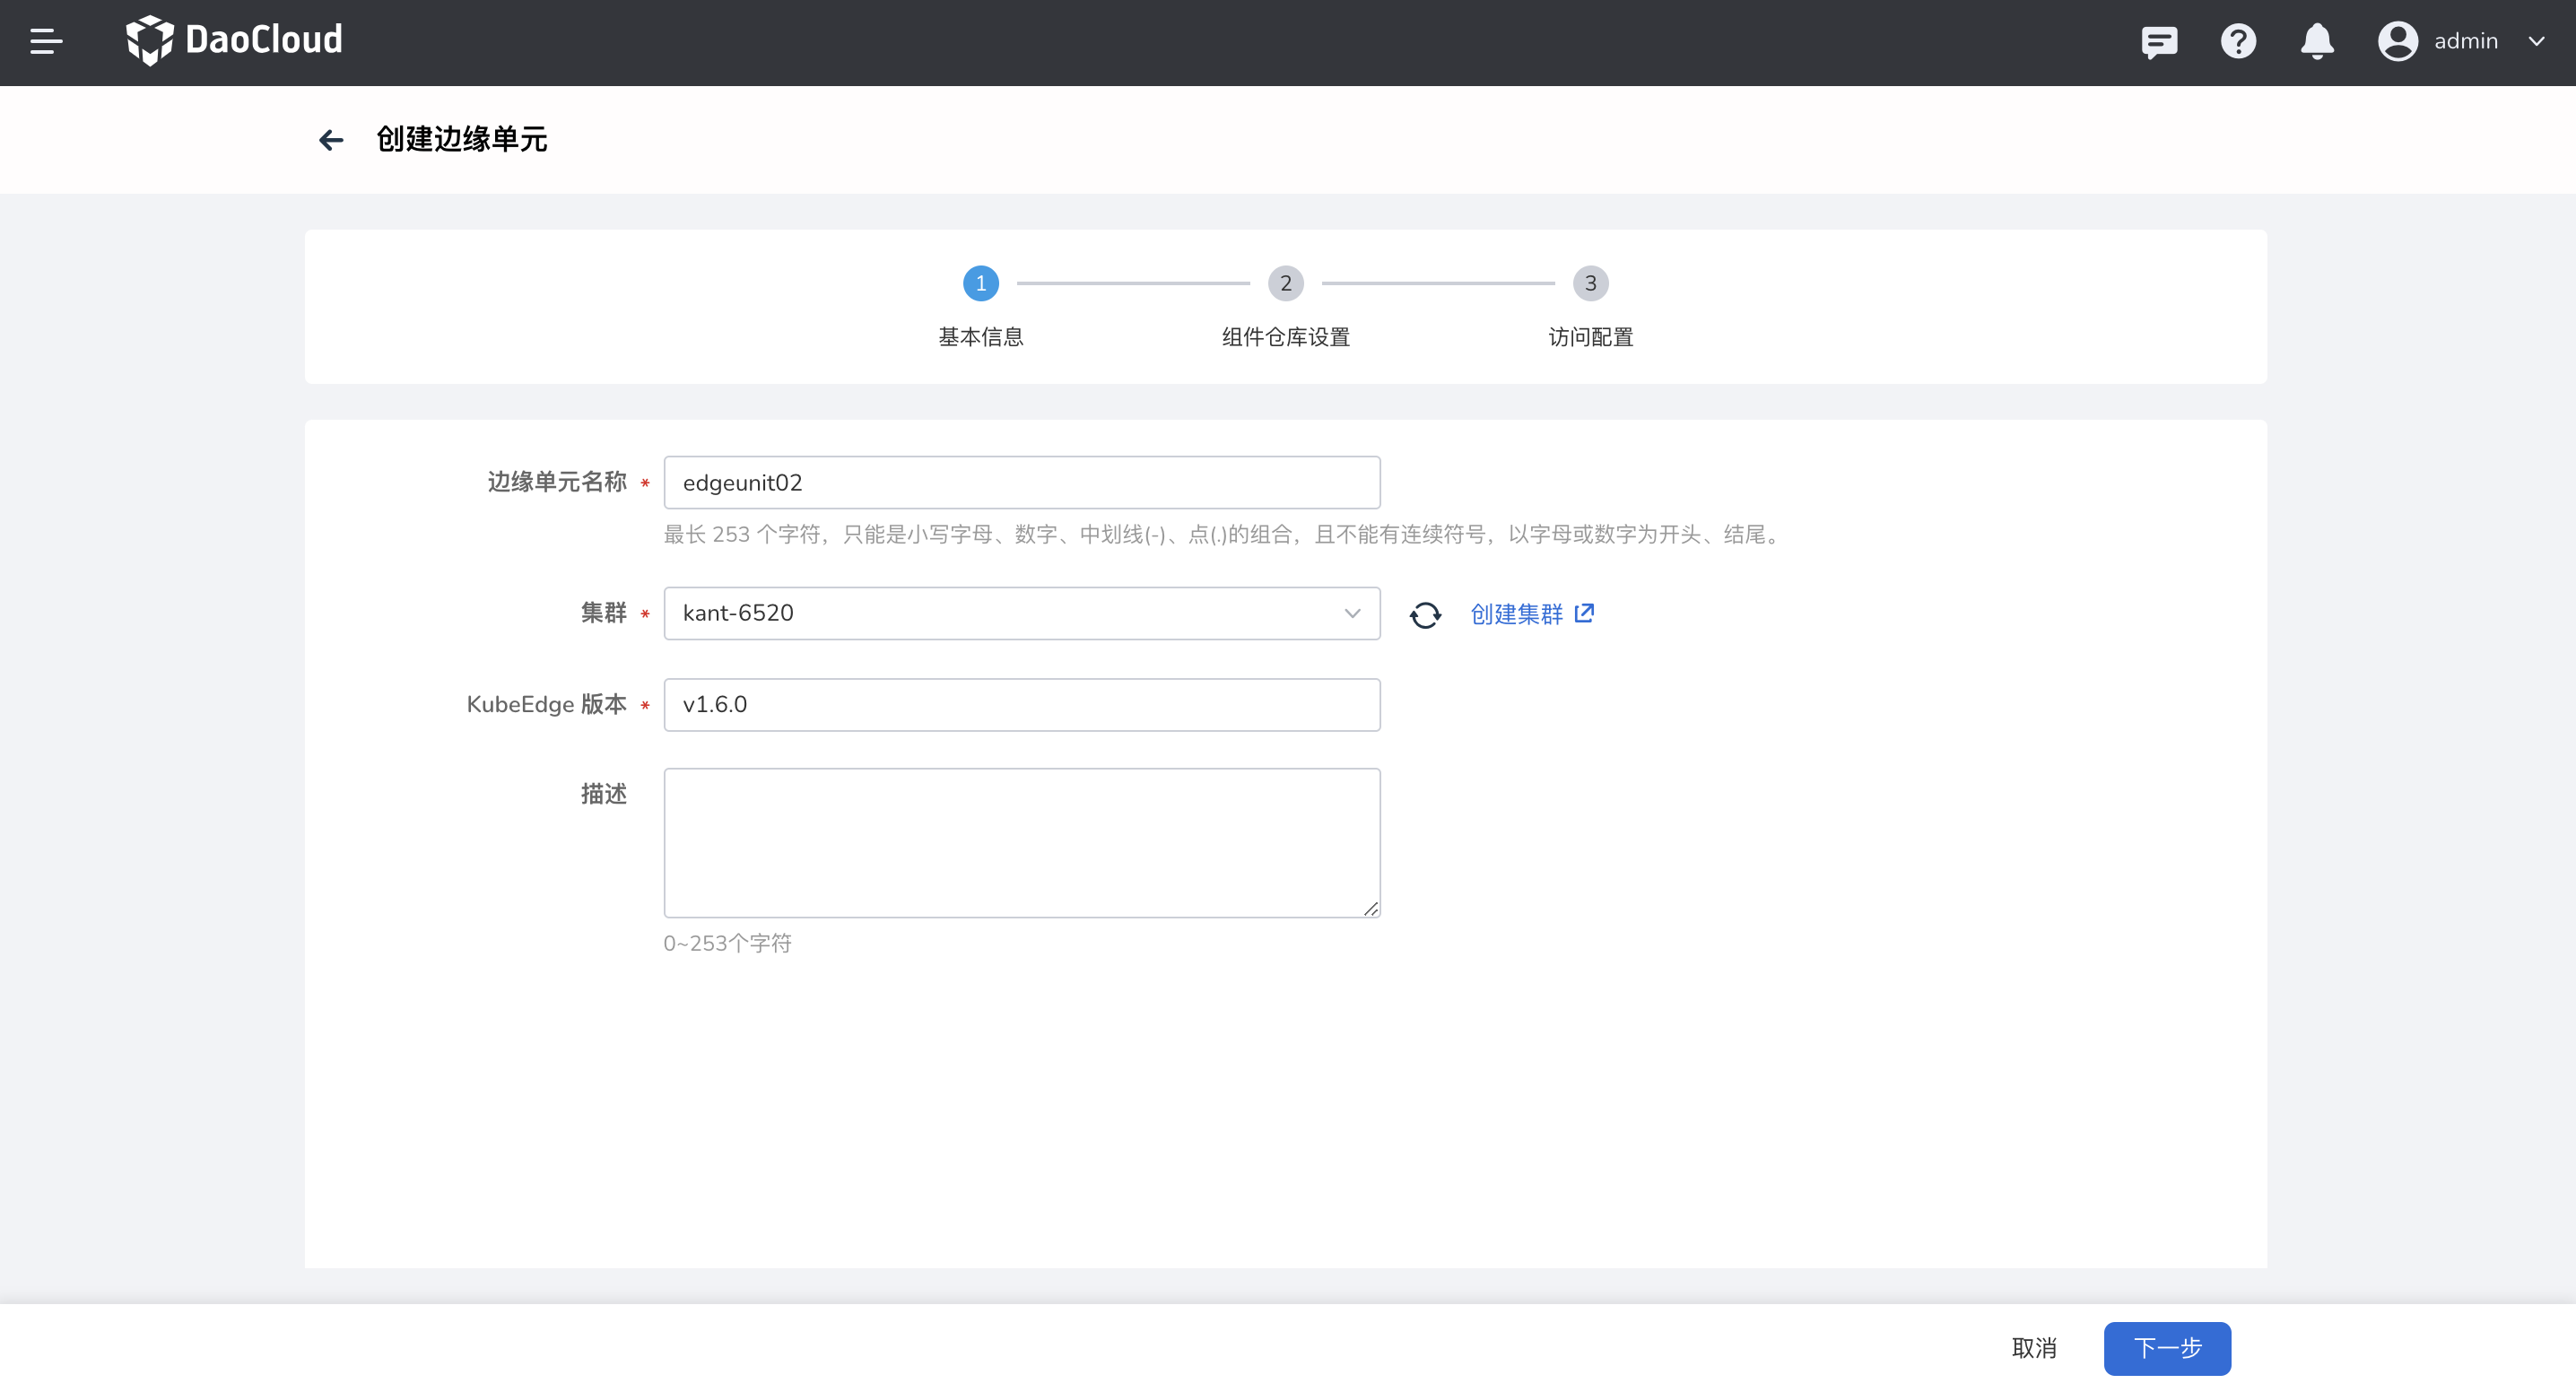 DaoCloud
admin
创建边缘单元
1
2
3
基本信息
组件仓库设置
访问配置
边缘单元名称 *
edgeunit02
最长 253 个字符，只能是小写字母、数字、中划线(-)、点(.)的组合，且不能有连续符号，以字母或数字为开头、结尾。
集群 *
kant-6520
创建集群
KubeEdge 版本 *
v1.6.0
描述
0~253个字符
取消
下一步